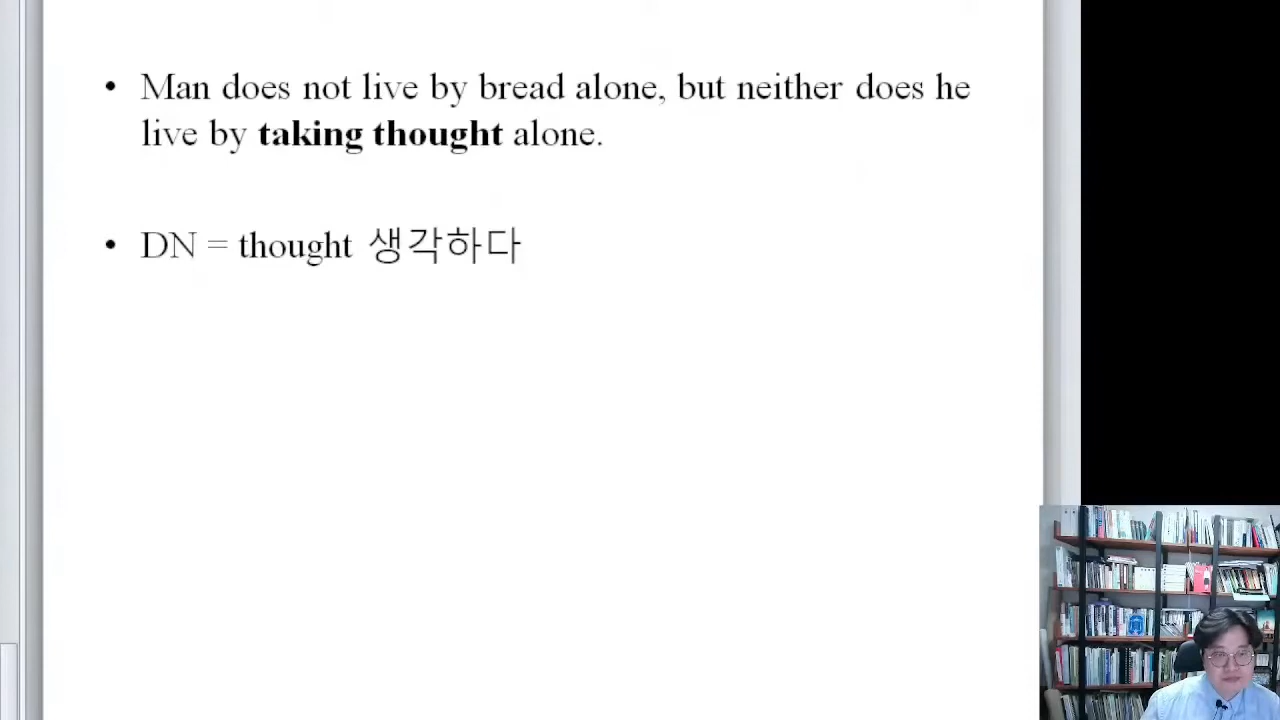 • Man does not live by bread alone, but neither does he
live by taking thought alone.
• DN = thought 생각하다